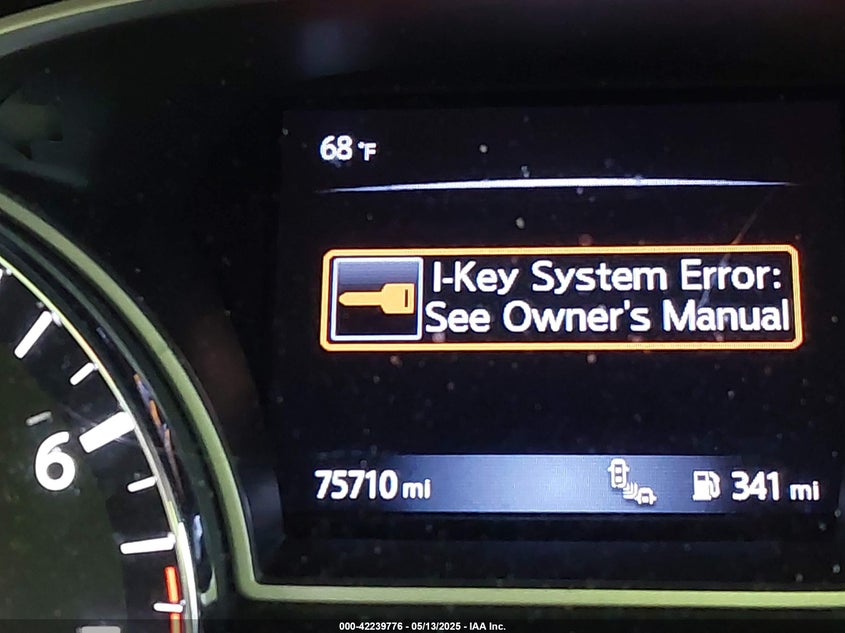 68 °F
I-Key System Error:
See Owner's Manual
6
75710 mi
341 mi
000-42239776 - 05/13/2025 - IAA Inc.